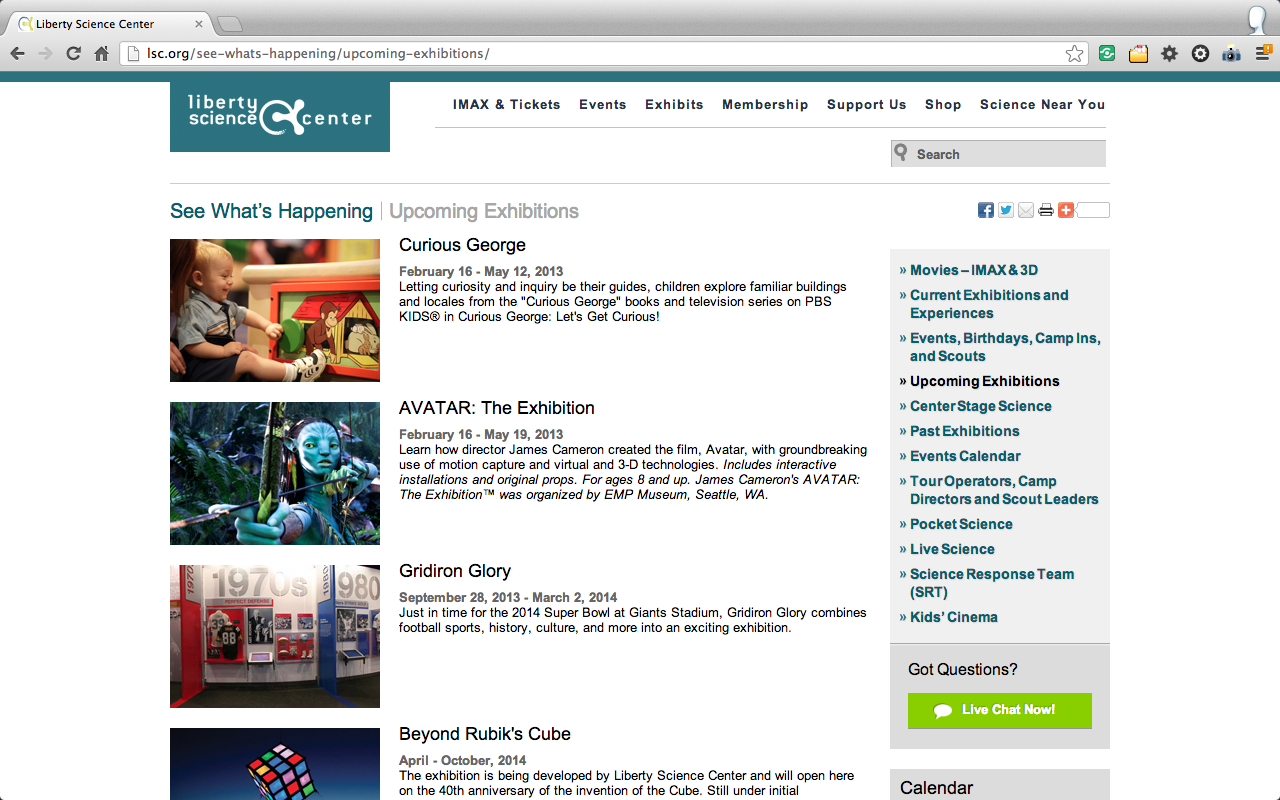 Liberty Science Center
lsc.org/see-whats-happening/upcoming-exhibitions/
liberty
science center
IMAX & Tickets Events Exhibits Membership Support Us Shop Science Near You
Search
See What's Happening | Upcoming Exhibitions
Curious George
February 16 - May 12, 2013
Letting curiosity and inquiry be their guides, children explore familiar buildings
and locales from the "Curious George" books and television series on PBS
KIDS® in Curious George: Let's Get Curious!
AVATAR: The Exhibition
February 16 - May 19, 2013
Learn how director James Cameron created the film, Avatar, with groundbreaking
use of motion capture and virtual and 3-D technologies. Includes interactive
installations and original props. For ages 8 and up. James Cameron's AVATAR:
The Exhibition™ was organized by EMP Museum, Seattle, WA.
1970s
1970s
1980s
980
PERFECT DEFENSE
88
Gridiron Glory
September 28, 2013 - March 2, 2014
Just in time for the 2014 Super Bowl at Giants Stadium, Gridiron Glory combines
football sports, history, culture, and more into an exciting exhibition.
Beyond Rubik's Cube
April - October, 2014
The exhibition is being developed by Liberty Science Center and will open here
on the 40th anniversary of the invention of the Cube. Still under initial
» Movies – IMAX & 3D
» Current Exhibitions and
Experiences
» Events, Birthdays, Camp Ins,
and Scouts
» Upcoming Exhibitions
» Center Stage Science
» Past Exhibitions
» Events Calendar
» Tour Operators, Camp
Directors and Scout Leaders
» Pocket Science
» Live Science
» Science Response Team
(SRT)
» Kids' Cinema
Got Questions?
Live Chat Now!
Calendar